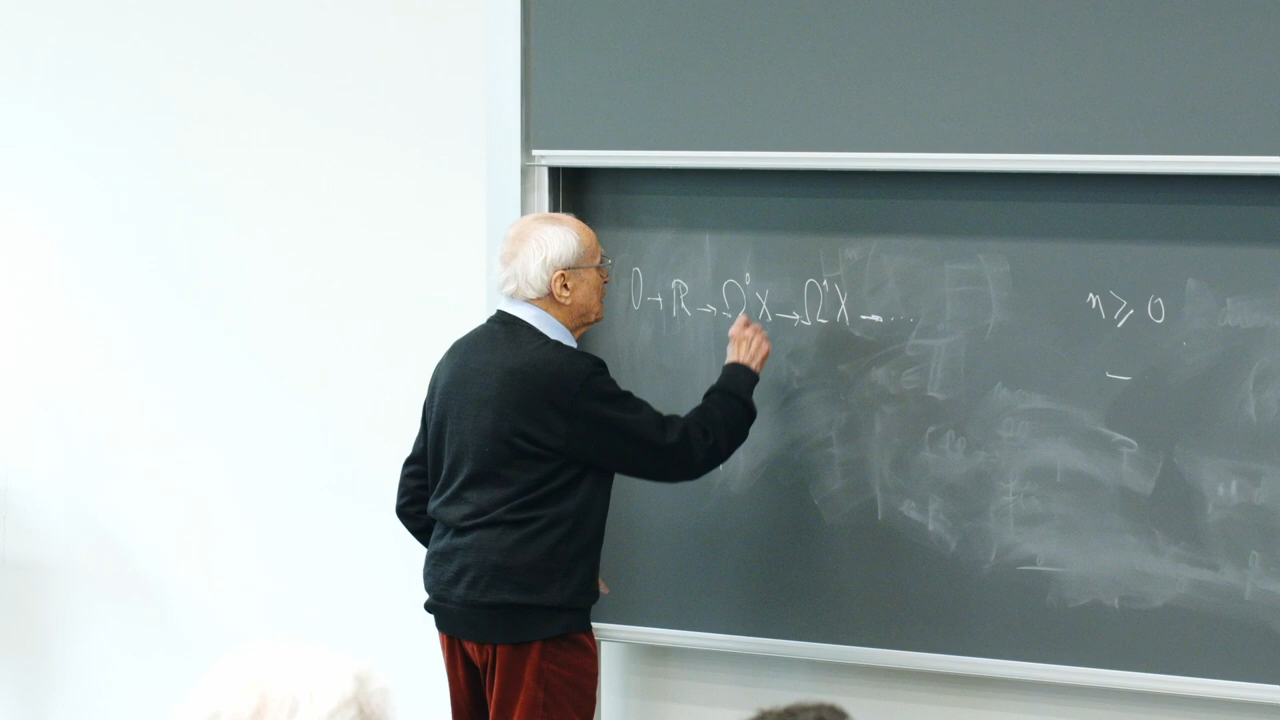 0 → ℝ → Ω⁰X → Ω¹X → ...
n ⩾ 0